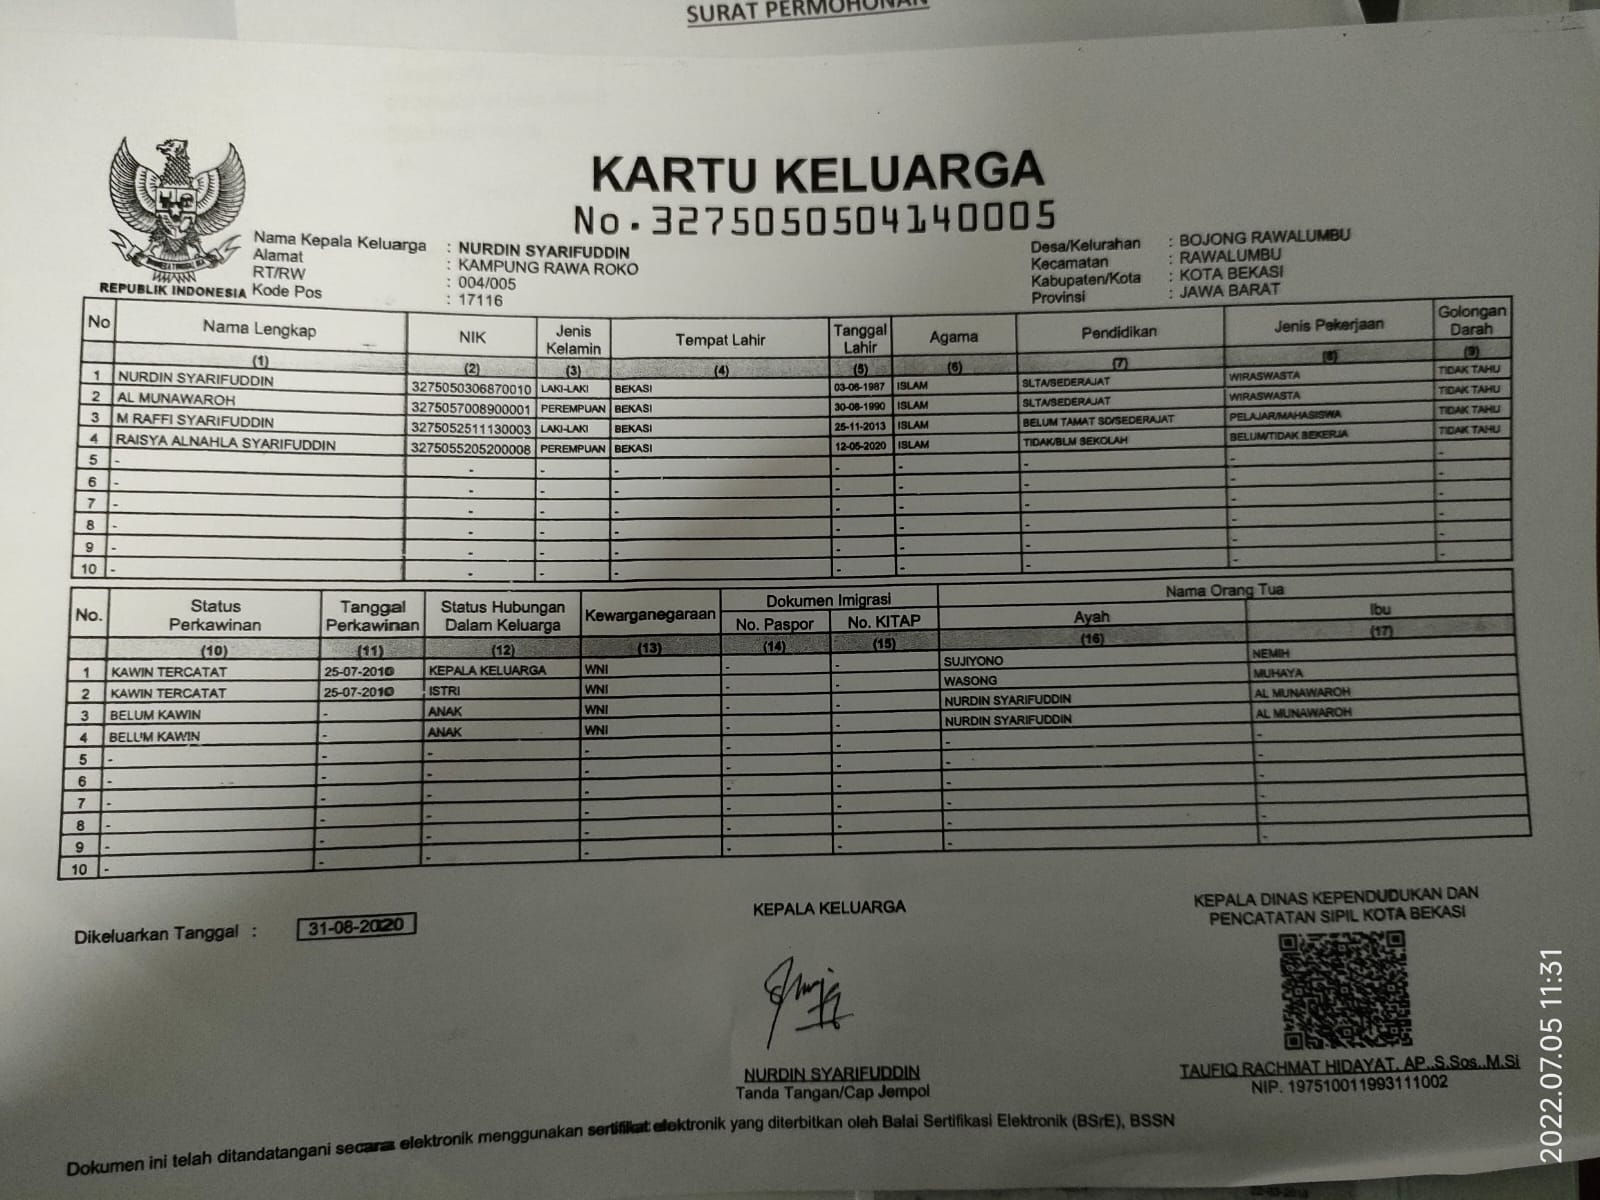 SURAT PERMOHONAN
KARTU KELUARGA
No. 3275050504140005
REPUBLIK INDONESIA
Nama Kepala Keluarga : NURDIN SYARIFUDDIN
Alamat : KAMPUNG RAWA ROKO
RT/RW : 004/005
Kode Pos : 17116
Desa/Kelurahan : BOJONG RAWALUMBU
Kecamatan : RAWALUMBU
Kabupaten/Kota : KOTA BEKASI
Provinsi : JAWA BARAT
No Nama Lengkap NIK Jenis Kelamin Tempat Lahir Tanggal Lahir Agama Pendidikan Jenis Pekerjaan Golongan Darah
(1) (2) (3) (4) (5) (6) (7) (8) (9)
1 NURDIN SYARIFUDDIN 3275050306870010 LAKI-LAKI BEKASI 03-06-1987 ISLAM SLTA/SEDERAJAT WIRASWASTA TIDAK TAHU
2 AL MUNAWAROH 3275057008900001 PEREMPUAN BEKASI 30-08-1990 ISLAM SLTA/SEDERAJAT WIRASWASTA TIDAK TAHU
3 M RAFFI SYARIFUDDIN 3275052511130003 LAKI-LAKI BEKASI 25-11-2013 ISLAM BELUM TAMAT SD/SEDERAJAT PELAJAR/MAHASISWA TIDAK TAHU
4 RAISYA ALNAHLA SYARIFUDDIN 3275055205200008 PEREMPUAN BEKASI 12-05-2020 ISLAM TIDAK/BLM SEKOLAH BELUM/TIDAK BEKERJA TIDAK TAHU
5 - - - - - - - - -
6 - - - - - - - - -
7 - - - - - - - - -
8 - - - - - - - - -
9 - - - - - - - - -
10 - - - - - - - - -
No. Status Perkawinan Tanggal Perkawinan Status Hubungan Dalam Keluarga Kewarganegaraan Dokumen Imigrasi Nama Orang Tua
No. Paspor No. KITAP Ayah Ibu
(10) (11) (12) (13) (14) (15) (16) (17)
1 KAWIN TERCATAT 25-07-2010 KEPALA KELUARGA WNI - - SUJIYONO NEMIH
2 KAWIN TERCATAT 25-07-2010 ISTRI WNI - - WASONG MUHAYA
3 BELUM KAWIN - ANAK WNI - - NURDIN SYARIFUDDIN AL MUNAWAROH
4 BELUM KAWIN - ANAK WNI - - NURDIN SYARIFUDDIN AL MUNAWAROH
5 - - - - - - - -
6 - - - - - - - -
7 - - - - - - - -
8 - - - - - - - -
9 - - - - - - - -
10 - - - - - - - -
Dikeluarkan Tanggal : 31-08-2020
KEPALA KELUARGA
NURDIN SYARIFUDDIN
Tanda Tangan/Cap Jempol
KEPALA DINAS KEPENDUDUKAN DAN
PENCATATAN SIPIL KOTA BEKASI
TAUFIQ RACHMAT HIDAYAT, AP.,S.Sos.,M.Si
NIP. 197510011993111002
Dokumen ini telah ditandatangani secara elektronik menggunakan sertifikat elektronik yang diterbitkan oleh Balai Sertifikasi Elektronik (BSrE), BSSN
2022.07.05 11:31